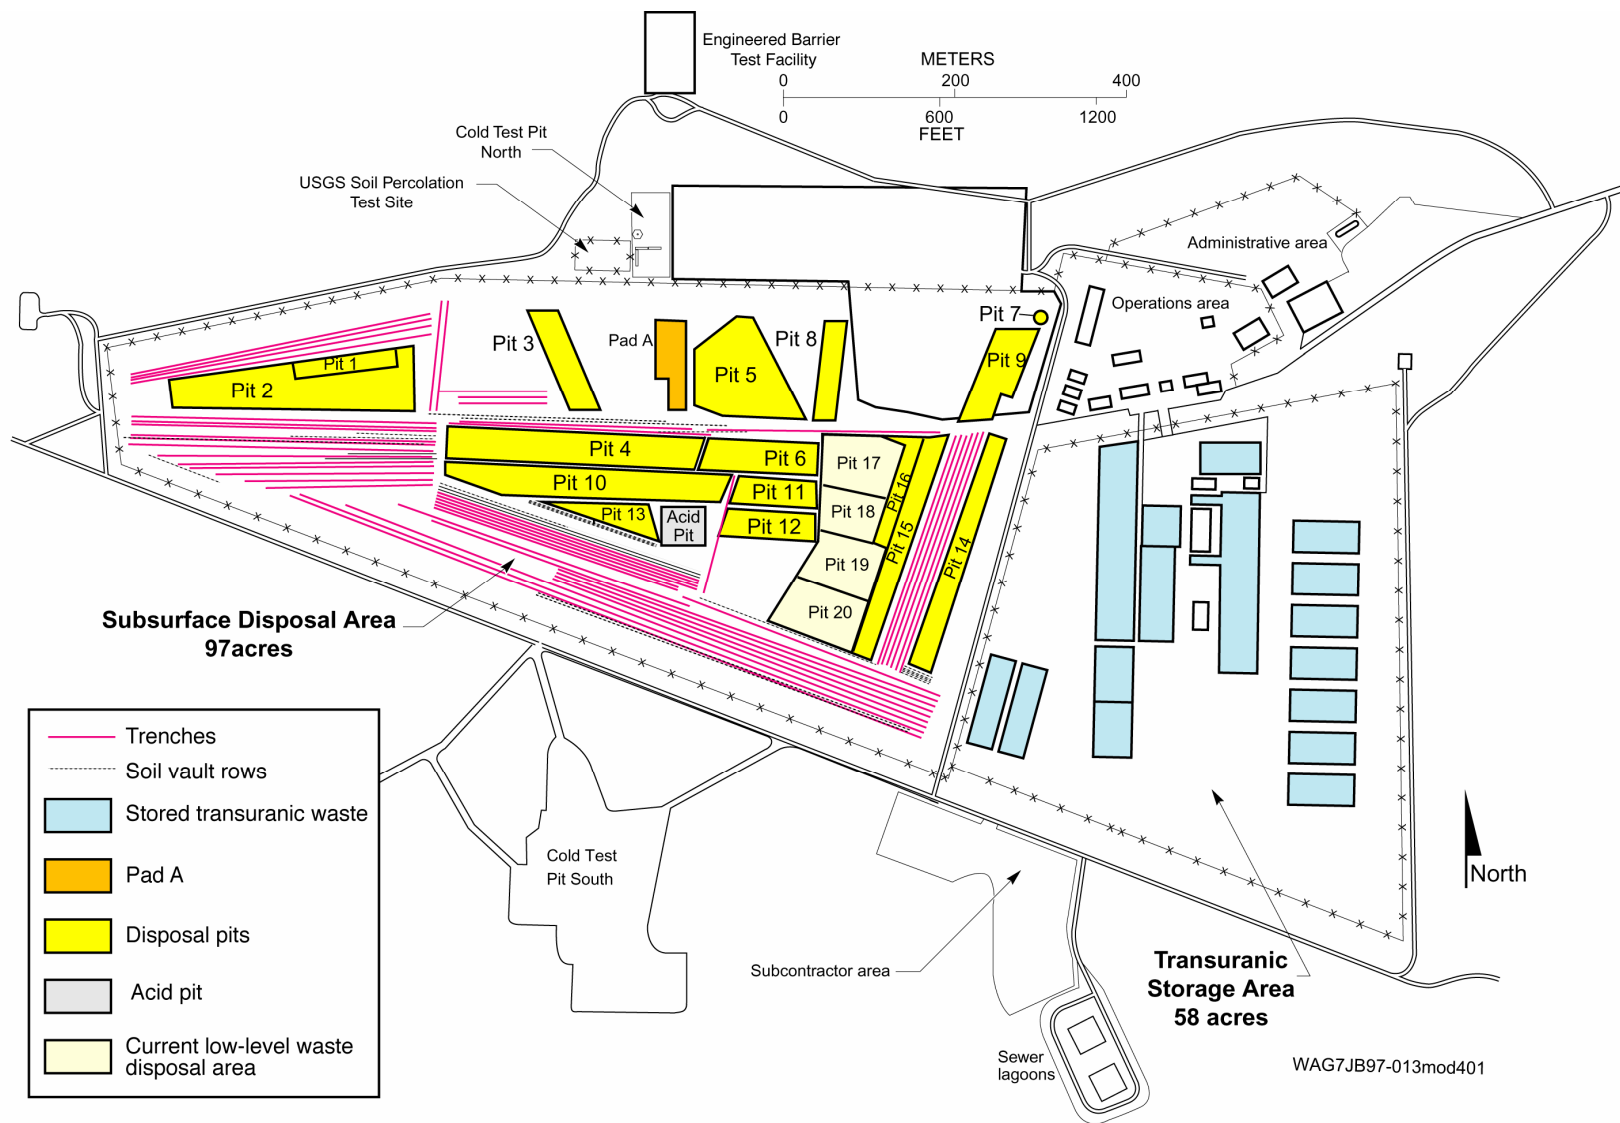 Engineered Barrier
Test Facility
METERS
0 200 400
0 600 1200
FEET
Cold Test Pit
North
USGS Soil Percolation
Test Site
Administrative area
Operations area
Pit 7
Pit 3
Pad A
Pit 8
Pit 1
Pit 2
Pit 5
Pit 9
Pit 4
Pit 6
Pit 17
Pit 16
Pit 10
Pit 11
Pit 13
Acid
Pit
Pit 12
Pit 18
Pit 15
Pit 14
Pit 19
Pit 20
Subsurface Disposal Area
97acres
Trenches
Soil vault rows
Stored transuranic waste
Pad A
Disposal pits
Acid pit
Current low-level waste
disposal area
Cold Test
Pit South
Subcontractor area
North
Transuranic
Storage Area
58 acres
Sewer
lagoons
WAG7JB97-013mod401